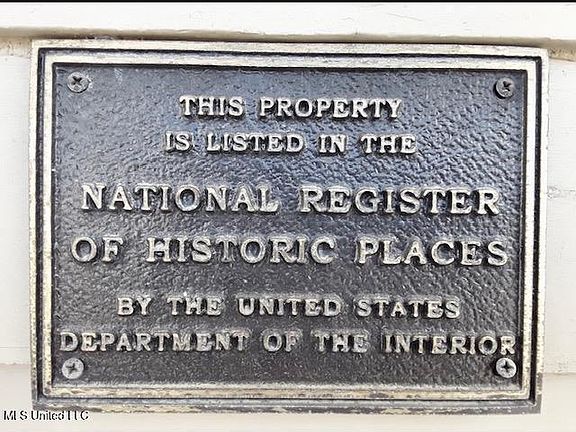 THIS PROPERTY
IS LISTED IN THE
NATIONAL REGISTER
OF HISTORIC PLACES
BY THE UNITED STATES
DEPARTMENT OF THE INTERIOR
MLS United LLC